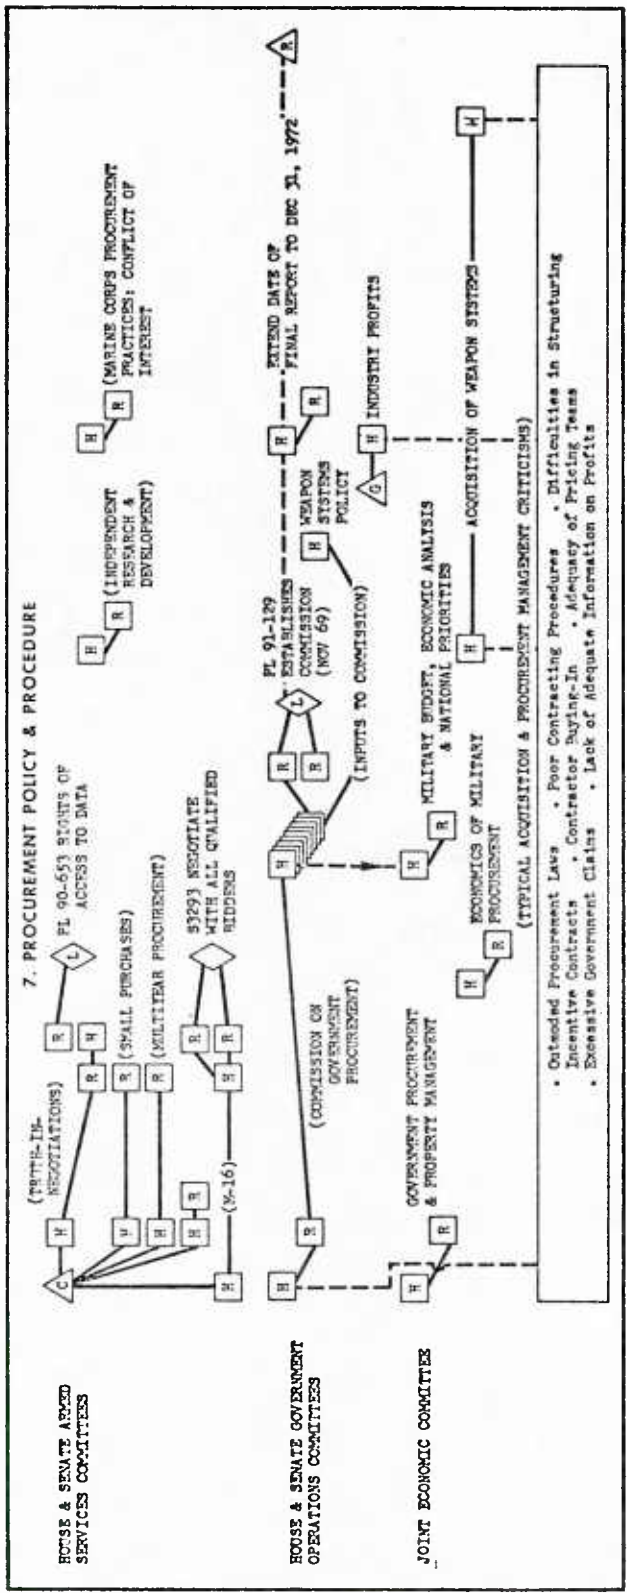 7. PROCUREMENT POLICY & PROCEDURE
HOUSE & SENATE ARMED
SERVICES COMMITTEES
C
H
(TRUTH-IN-
NEGOTIATIONS)
R
H
R
L
PL 90-653 RIGHTS OF
ACCESS TO DATA
H
R
(SMALL PURCHASES)
H
R
(MULTIYEAR PROCUREMENT)
H
R
H
(M-16)
H
R
R
S3293 NEGOTIATE
WITH ALL QUALIFIED
BIDDERS
H
R
(INDEPENDENT
RESEARCH &
DEVELOPMENT)
H
R
(MARINE CORPS PROCUREMENT
PRACTICES: CONFLICT OF
INTEREST
HOUSE & SENATE GOVERNMENT
OPERATIONS COMMITTEES
H
R
(COMMISSION ON
GOVERNMENT
PROCUREMENT)
H
R
R
L
PL 91-129
ESTABLISHES
COMMISSION
(NOV 69)
(INPUTS TO COMMISSION)
H
WEAPON
SYSTEMS
POLICY
H
R
EXTEND DATE OF
FINAL REPORT TO DEC 31, 1972
R
JOINT ECONOMIC COMMITTEE
H
R
GOVERNMENT PROCUREMENT
& PROPERTY MANAGEMENT
H
R
ECONOMICS OF MILITARY
PROCUREMENT
H
R
MILITARY BUDGET, ECONOMIC ANALYSIS
& NATIONAL PRIORITIES
G
H
INDUSTRY PROFITS
H
ACQUISITION OF WEAPON SYSTEMS
H
(TYPICAL ACQUISITION & PROCUREMENT MANAGEMENT CRITICISMS)
• Outmoded Procurement Laws • Poor Contracting Procedures • Difficulties in Structuring
Incentive Contracts • Contractor Buying-In • Adequacy of Pricing Teams
• Excessive Government Claims • Lack of Adequate Information on Profits